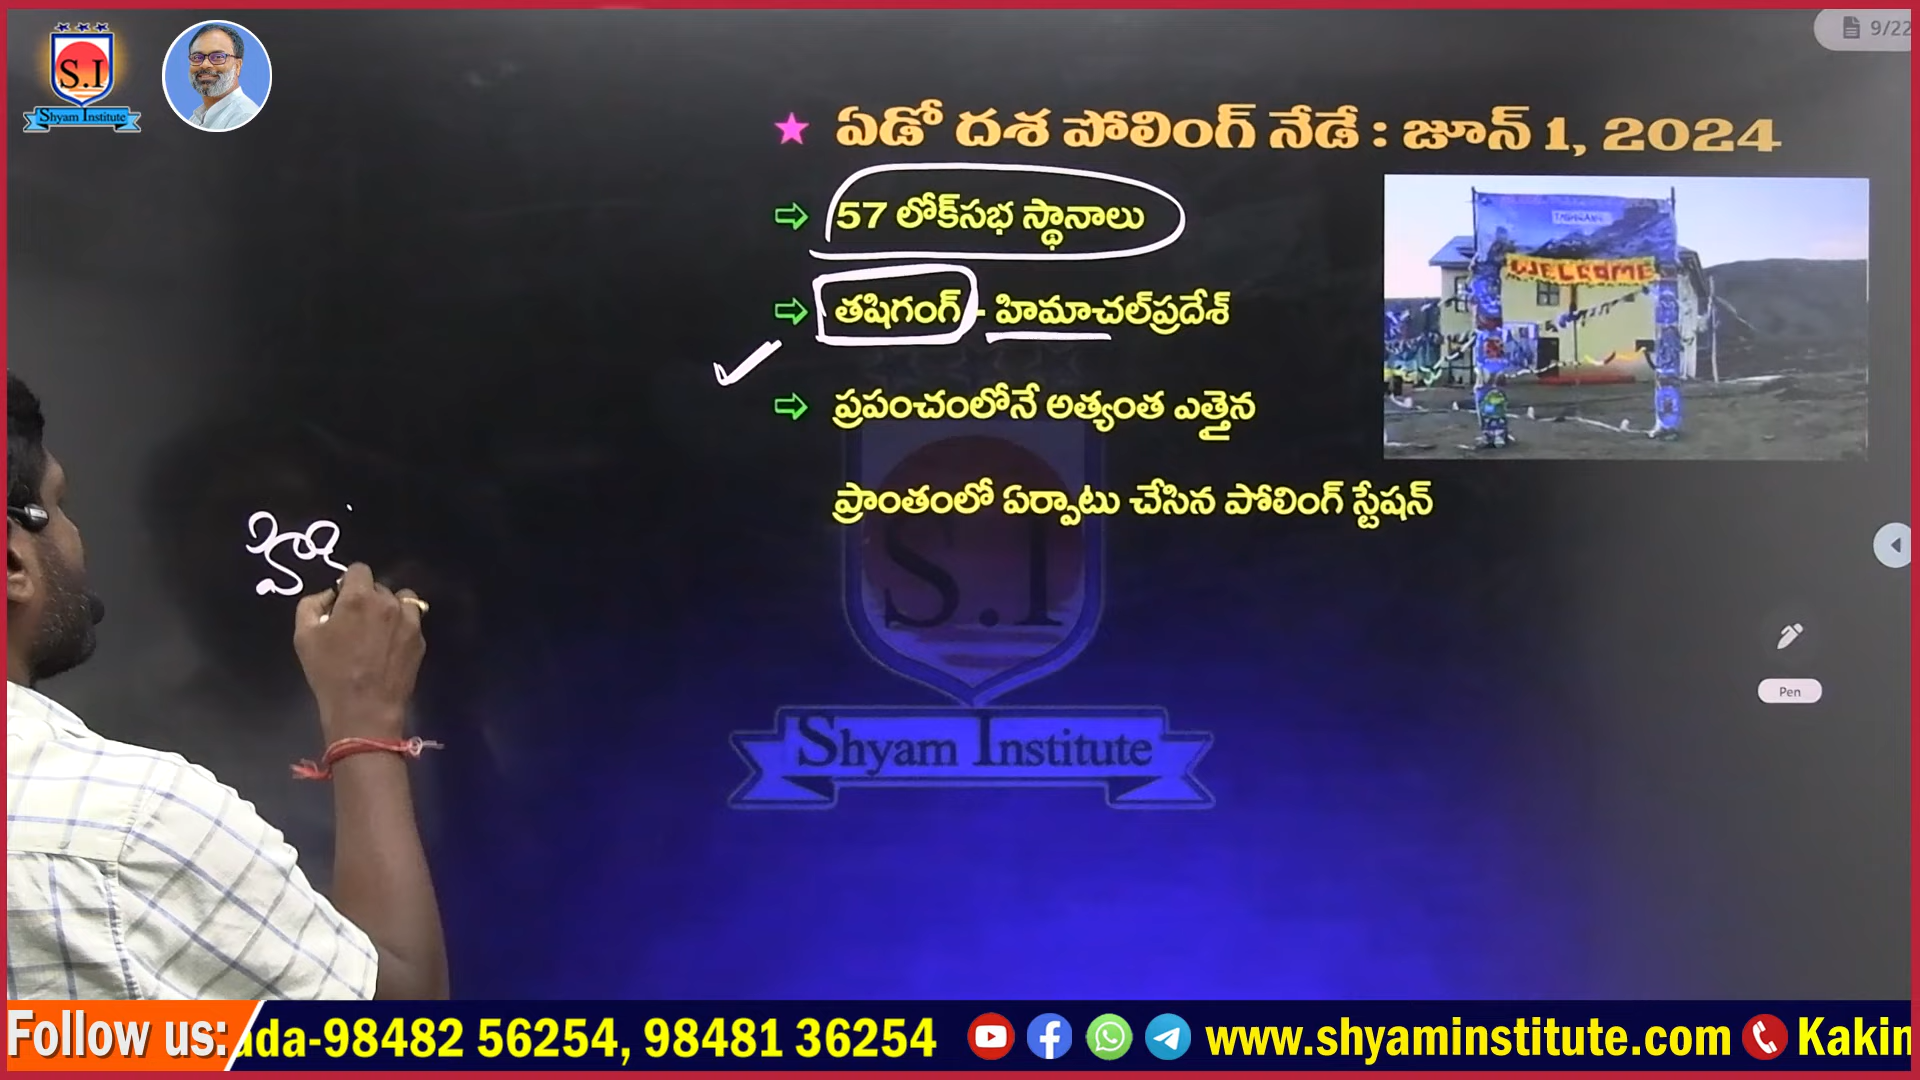 S.I
Shyam Institute
9/22
ఏడో దశ పోలింగ్ నేడే : జూన్ 1, 2024
57 లోక్‌సభ స్థానాలు
తషిగంగ్ - హిమాచల్‌ప్రదేశ్
ప్రపంచంలోనే అత్యంత ఎత్తైన
ప్రాంతంలో ఏర్పాటు చేసిన పోలింగ్ స్టేషన్
WELCOME
S.I
Shyam Institute
Pen
Follow us: ada-98482 56254, 98481 36254 www.shyaminstitute.com Kakin